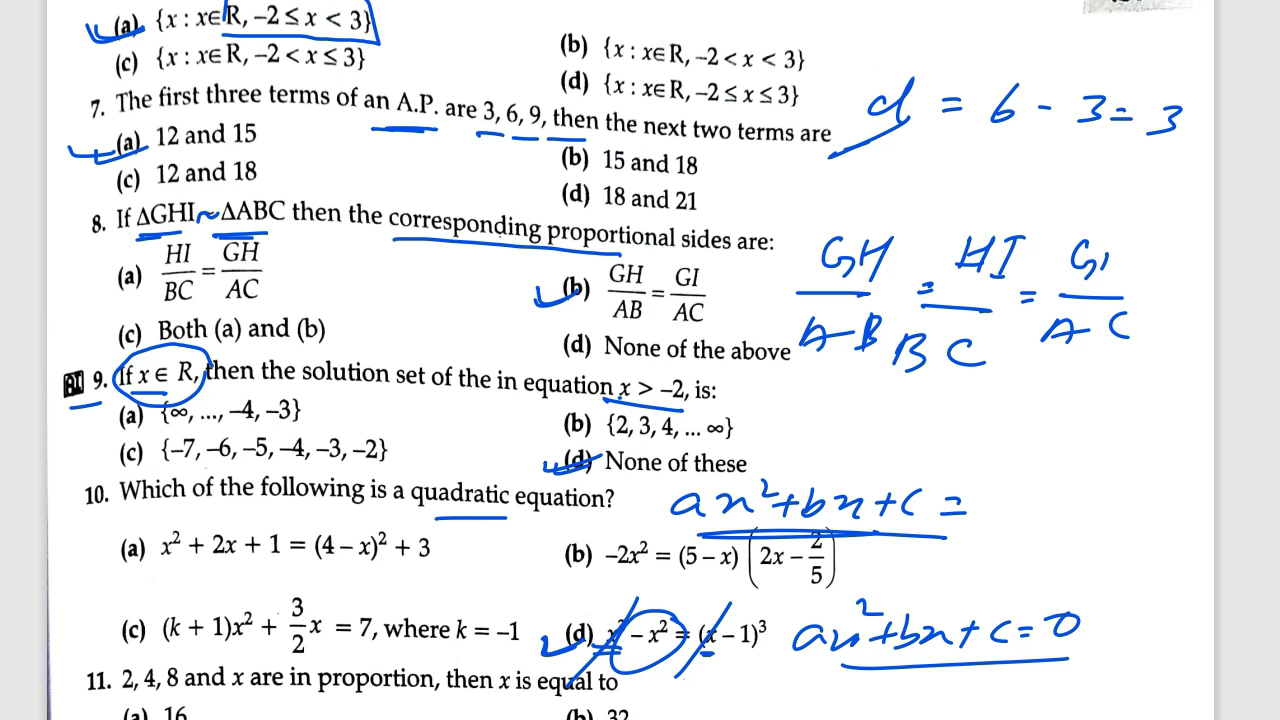 (a) {x : x∈R, –2 ≤ x < 3}
(b) {x : x∈R, –2 < x < 3}
(c) {x : x∈R, –2 < x ≤ 3}
(d) {x : x∈R, –2 ≤ x ≤ 3}
7. The first three terms of an A.P. are 3, 6, 9, then the next two terms are
d = 6 - 3 = 3
(a) 12 and 15
(b) 15 and 18
(c) 12 and 18
(d) 18 and 21
8. If ΔGHI ~ ΔABC then the corresponding proportional sides are:
(a) HI/BC = GH/AC
(b) GH/AB = GI/AC
GH/AB = HI/BC = GI/AC
(c) Both (a) and (b)
(d) None of the above
AI 9. If x ∈ R, then the solution set of the in equation x > –2, is:
(a) {∞, ..., –4, –3}
(b) {2, 3, 4, ... ∞}
(c) {–7, –6, –5, –4, –3, –2}
(d) None of these
10. Which of the following is a quadratic equation?
ax²+bx+c =
(a) x² + 2x + 1 = (4 – x)² + 3
(b) –2x² = (5 – x) (2x – 2/5)
(c) (k + 1)x² + 3/2 x = 7, where k = –1
(d) – x² = (x – 1)³
ax²+bx+c=0
11. 2, 4, 8 and x are in proportion, then x is equal to
(a) 16
(b) 32